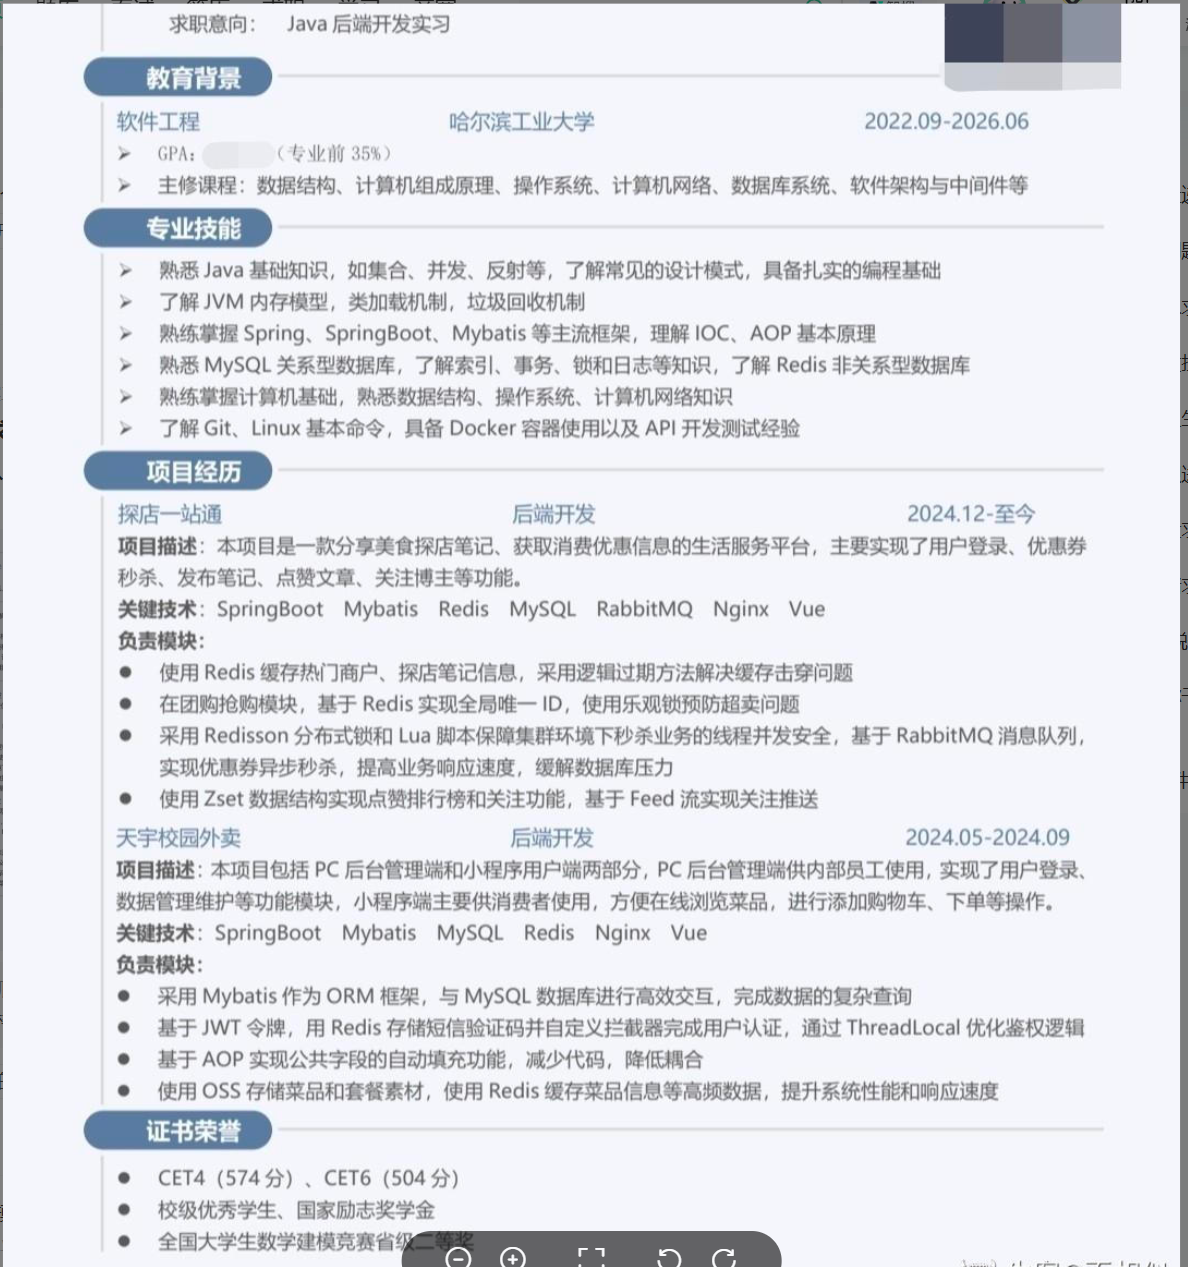 求职意向： Java 后端开发实习
教育背景
软件工程 哈尔滨工业大学 2022.09-2026.06
GPA: （专业前 35%）
主修课程：数据结构、计算机组成原理、操作系统、计算机网络、数据库系统、软件架构与中间件等
专业技能
熟悉 Java 基础知识，如集合、并发、反射等，了解常见的设计模式，具备扎实的编程基础
了解 JVM 内存模型，类加载机制，垃圾回收机制
熟练掌握 Spring、SpringBoot、Mybatis 等主流框架，理解 IOC、AOP 基本原理
熟悉 MySQL 关系型数据库，了解索引、事务、锁和日志等知识，了解 Redis 非关系型数据库
熟练掌握计算机基础，熟悉数据结构、操作系统、计算机网络知识
了解 Git、Linux 基本命令，具备 Docker 容器使用以及 API 开发测试经验
项目经历
探店一站通 后端开发 2024.12-至今
项目描述：本项目是一款分享美食探店笔记、获取消费优惠信息的生活服务平台，主要实现了用户登录、优惠券
秒杀、发布笔记、点赞文章、关注博主等功能。
关键技术：SpringBoot Mybatis Redis MySQL RabbitMQ Nginx Vue
负责模块：
使用 Redis 缓存热门商户、探店笔记信息，采用逻辑过期方法解决缓存击穿问题
在团购抢购模块，基于 Redis 实现全局唯一 ID，使用乐观锁预防超卖问题
采用 Redisson 分布式锁和 Lua 脚本保障集群环境下秒杀业务的线程并发安全，基于 RabbitMQ 消息队列，
实现优惠券异步秒杀，提高业务响应速度，缓解数据库压力
使用 Zset 数据结构实现点赞排行榜和关注功能，基于 Feed 流实现关注推送
天宇校园外卖 后端开发 2024.05-2024.09
项目描述：本项目包括 PC 后台管理端和小程序用户端两部分，PC 后台管理端供内部员工使用，实现了用户登录、
数据管理维护等功能模块，小程序端主要供消费者使用，方便在线浏览菜品，进行添加购物车、下单等操作。
关键技术：SpringBoot Mybatis MySQL Redis Nginx Vue
负责模块：
采用 Mybatis 作为 ORM 框架，与 MySQL 数据库进行高效交互，完成数据的复杂查询
基于 JWT 令牌，用 Redis 存储短信验证码并自定义拦截器完成用户认证，通过 ThreadLocal 优化鉴权逻辑
基于 AOP 实现公共字段的自动填充功能，减少代码，降低耦合
使用 OSS 存储菜品和套餐素材，使用 Redis 缓存菜品信息等高频数据，提升系统性能和响应速度
证书荣誉
CET4（574 分）、CET6（504 分）
校级优秀学生、国家励志奖学金
全国大学生数学建模竞赛省级二等奖